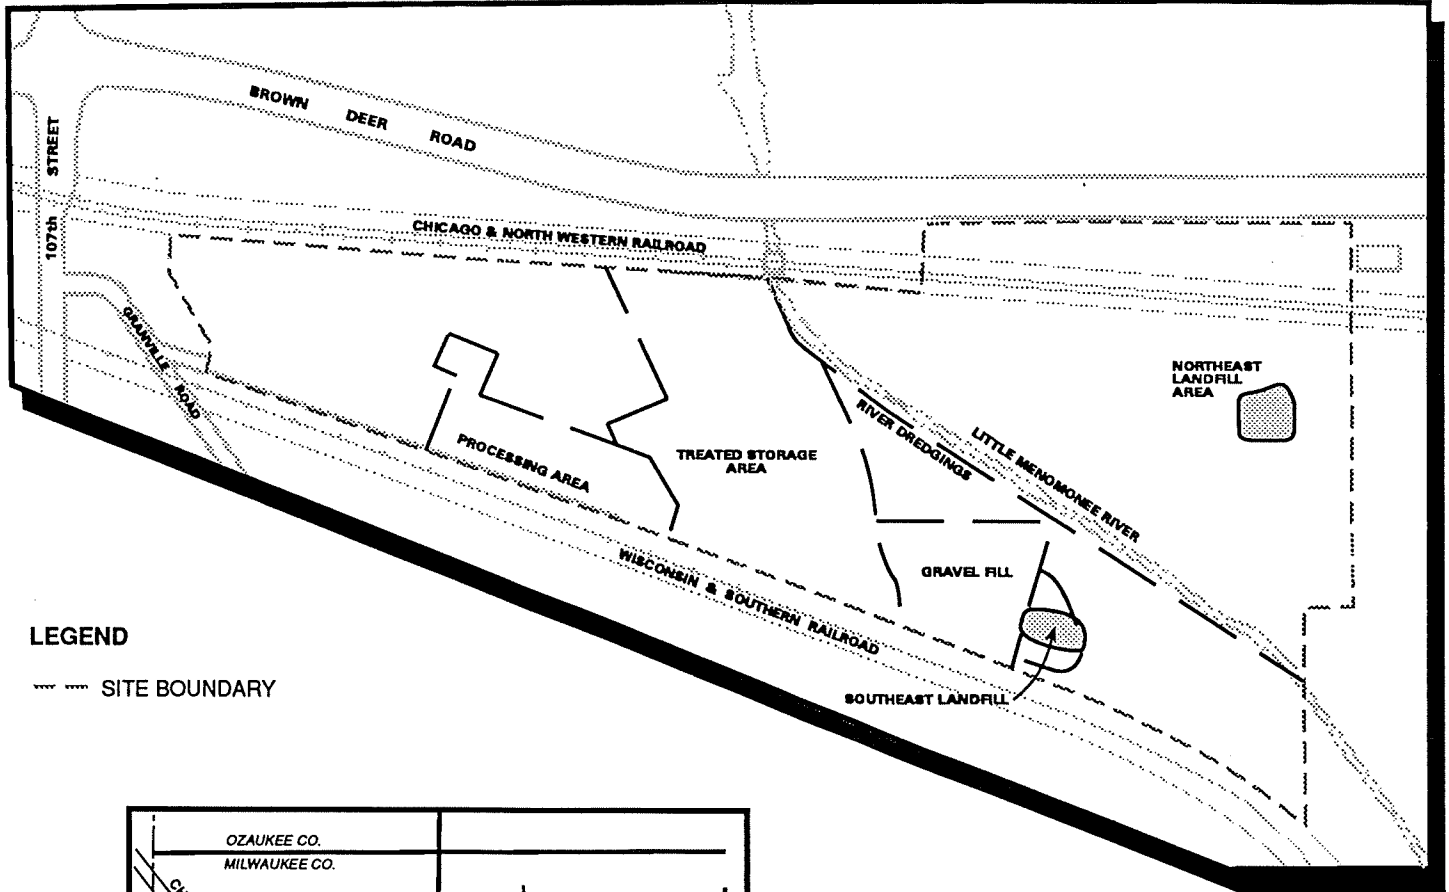 BROWN DEER ROAD
107th STREET
CHICAGO & NORTH WESTERN RAILROAD
GRANVILLE ROAD
NORTHEAST
LANDFILL
AREA
RIVER DREDGINGS
LITTLE MENOMONEE RIVER
PROCESSING AREA
TREATED STORAGE
AREA
GRAVEL FILL
WISCONSIN & SOUTHERN RAILROAD
SOUTHEAST LANDFILL
LEGEND
SITE BOUNDARY
OZAUKEE CO.
MILWAUKEE CO.